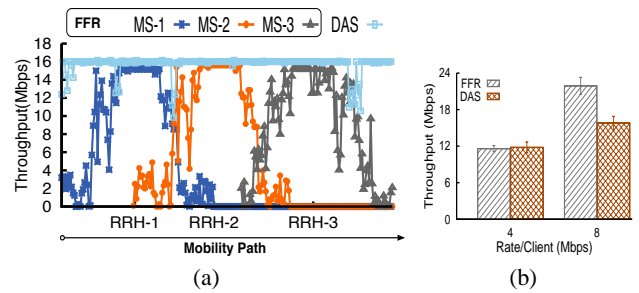 FFR MS-1 MS-2 MS-3 DAS
Throughput(Mbps)
18
16
14
12
10
8
6
4
2
0
RRH-1 RRH-2 RRH-3
Mobility Path
(a)
Throughput (Mbps)
24
18
12
6
0
FFR
DAS
4 8
Rate/Client (Mbps)
(b)